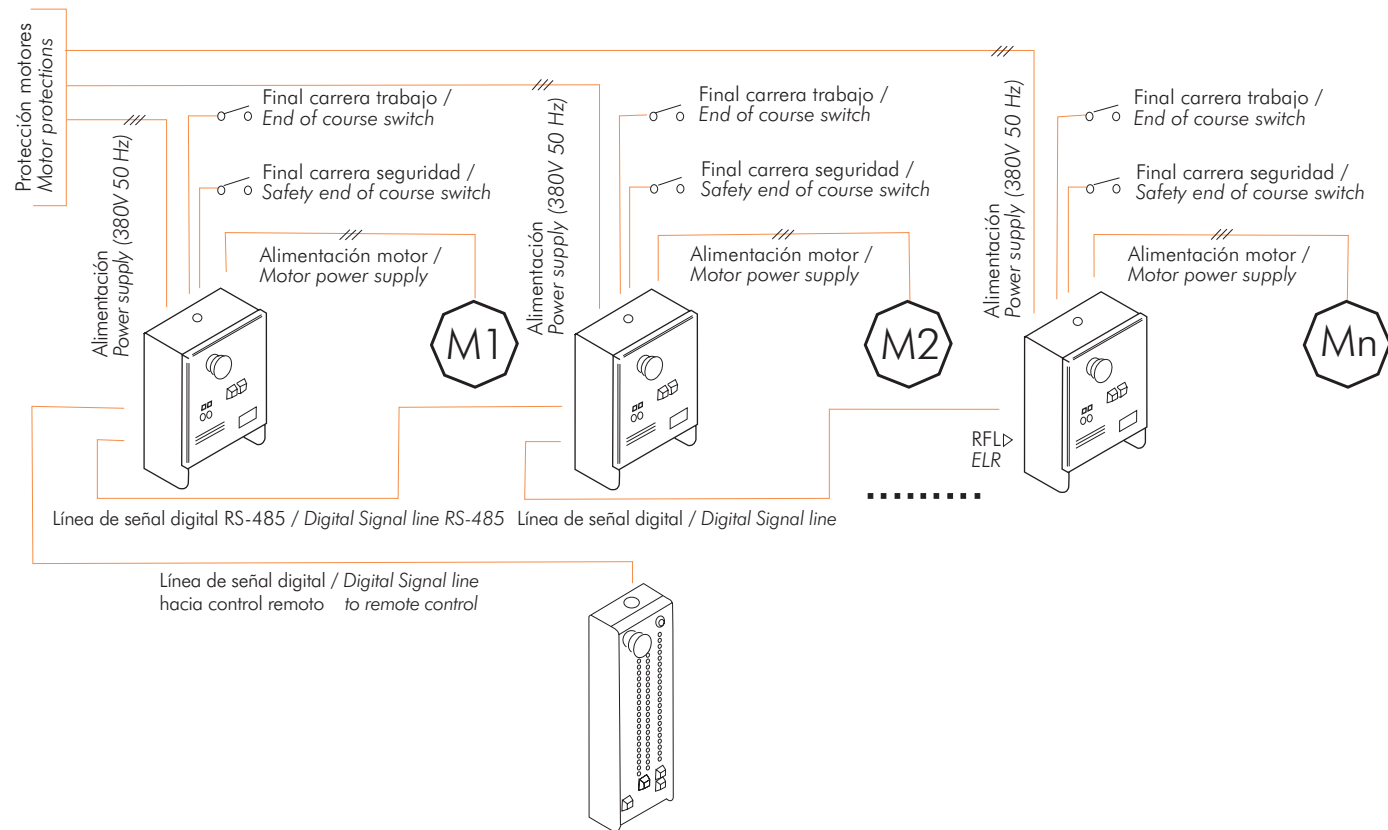 Protección motores
Motor protections
Final carrera trabajo /
End of course switch
Final carrera seguridad /
Safety end of course switch
Alimentación
Power supply (380V 50 Hz)
Alimentación motor /
Motor power supply
M1
Final carrera trabajo /
End of course switch
Final carrera seguridad /
Safety end of course switch
Alimentación
Power supply (380V 50 Hz)
Alimentación motor /
Motor power supply
M2
Final carrera trabajo /
End of course switch
Final carrera seguridad /
Safety end of course switch
Alimentación
Power supply (380V 50 Hz)
Alimentación motor /
Motor power supply
Mn
RFL
ELR
Línea de señal digital RS-485 / Digital Signal line RS-485
Línea de señal digital / Digital Signal line
Línea de señal digital / Digital Signal line
hacia control remoto to remote control